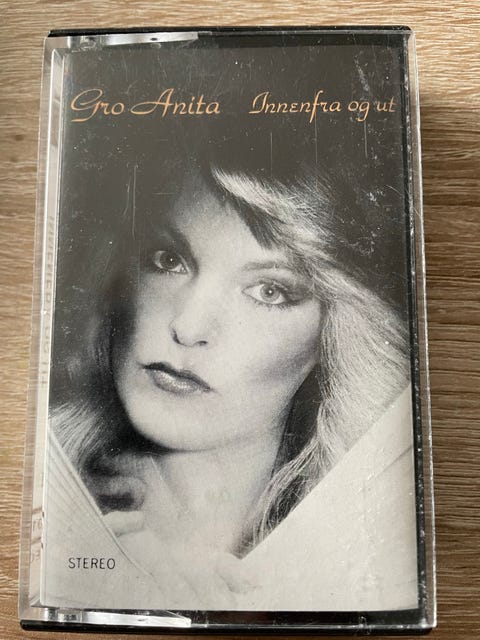 Gro Anita Innenfra og ut
STEREO